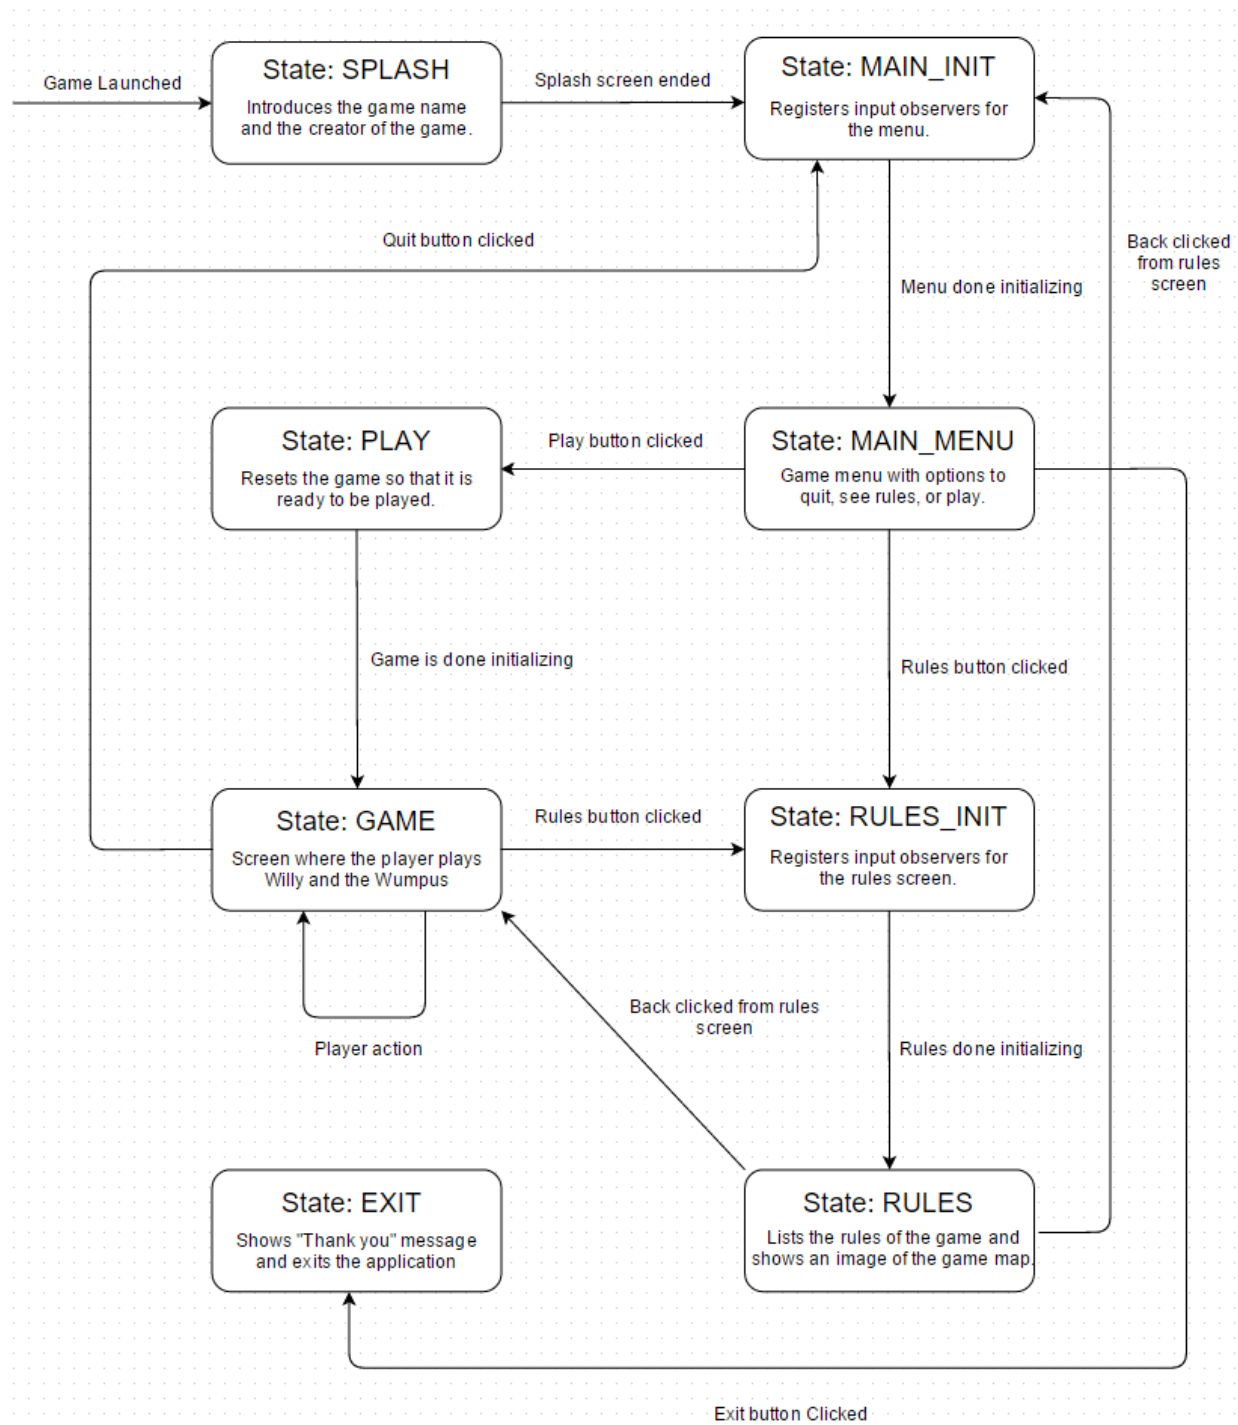 Game Launched
State: SPLASH
Introduces the game name
and the creator of the game.
Splash screen ended
State: MAIN_INIT
Registers input observers for
the menu.
Quit button clicked
Back clicked
from rules
screen
Menu done initializing
State: PLAY
Resets the game so that it is
ready to be played.
Play button clicked
State: MAIN_MENU
Game menu with options to
quit, see rules, or play.
Game is done initializing
Rules button clicked
State: GAME
Screen where the player plays
Willy and the Wumpus
Rules button clicked
State: RULES_INIT
Registers input observers for
the rules screen.
Back clicked from rules
screen
Player action
Rules done initializing
State: EXIT
Shows "Thank you" message
and exits the application
State: RULES
Lists the rules of the game and
shows an image of the game map.
Exit button Clicked